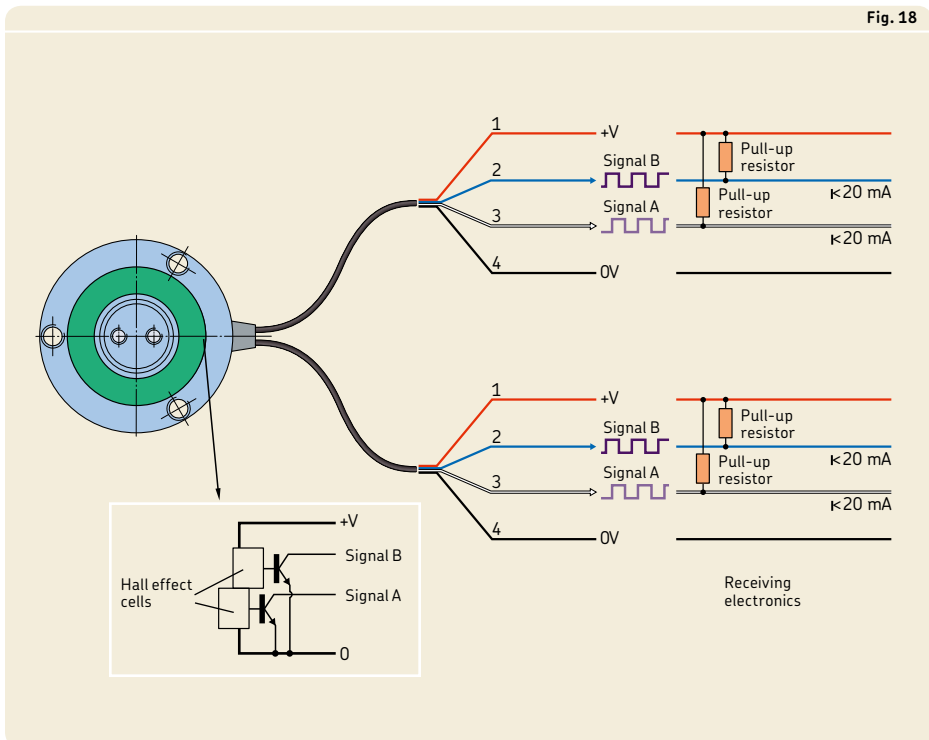 Fig. 18
1
+V
Signal B
Pull-up
resistor
2
I<20 mA
Signal A
Pull-up
resistor
3
I<20 mA
4
0V
1
+V
Signal B
Pull-up
resistor
2
I<20 mA
Signal A
Pull-up
resistor
3
I<20 mA
4
0V
Receiving
electronics
+V
Signal B
Hall effect
cells
Signal A
0